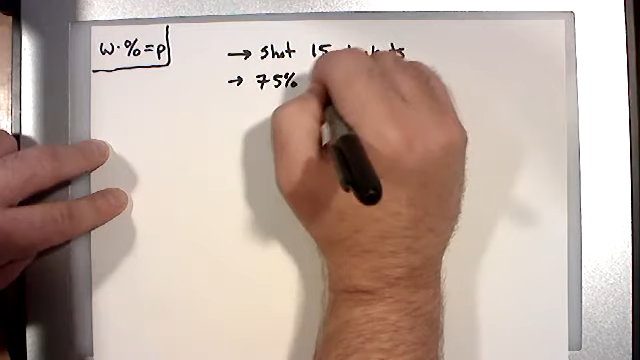 w·%=p
→ Shot 15
→ 75%